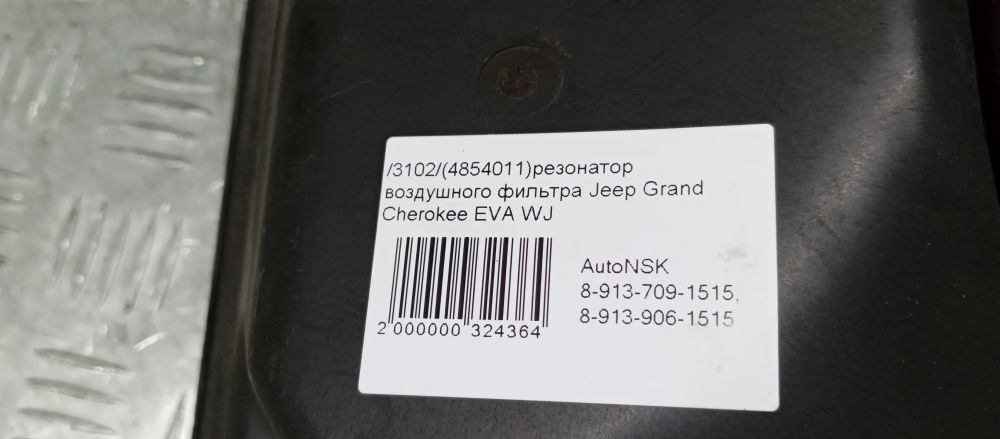 /3102/(4854011)резонатор
воздушного фильтра Jeep Grand
Cherokee EVA WJ
2 000000 324364
AutoNSK
8-913-709-1515,
8-913-906-1515